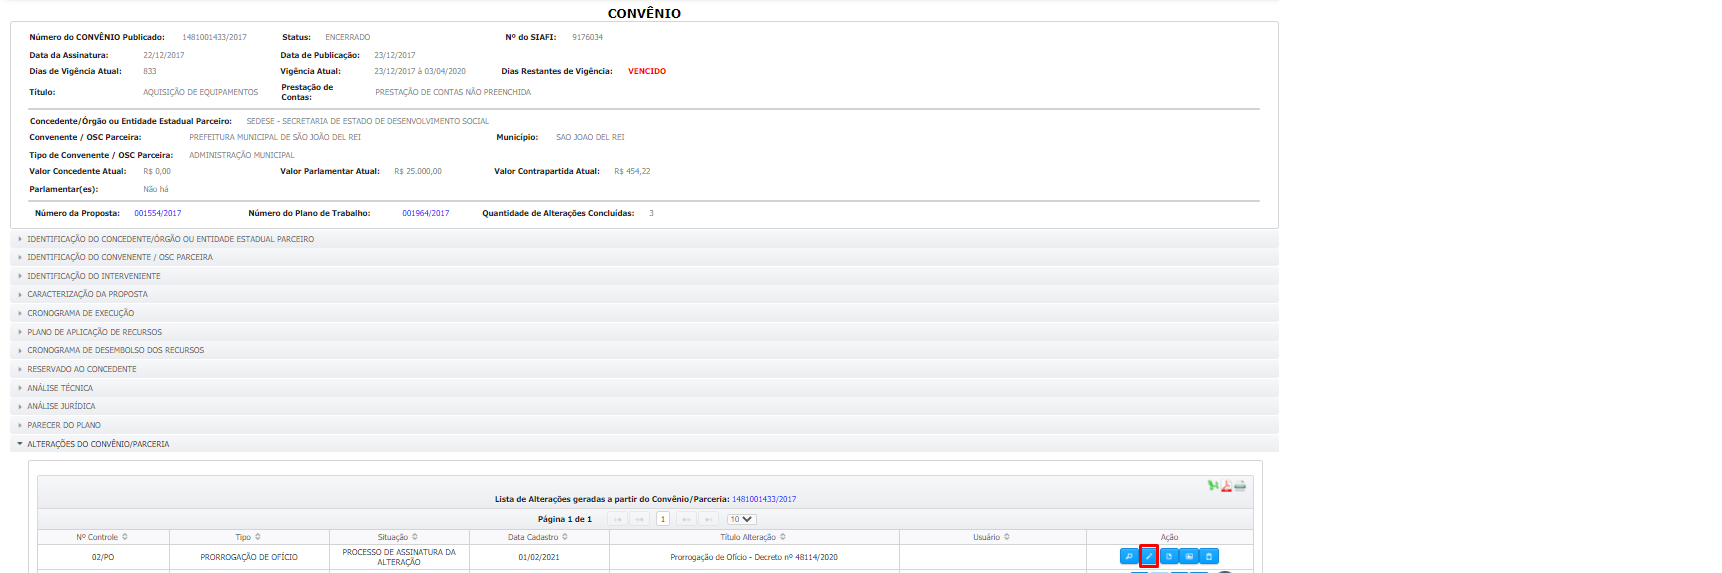 CONVÊNIO
Número do CONVÊNIO Publicado: 1481001433/2017 Status: ENCERRADO Nº do SIAFI: 9176034
Data da Assinatura: 22/12/2017 Data de Publicação: 23/12/2017
Dias de Vigência Atual: 833 Vigência Atual: 23/12/2017 à 03/04/2020 Dias Restantes de Vigência: VENCIDO
Título: AQUISIÇÃO DE EQUIPAMENTOS Prestação de Contas: PRESTAÇÃO DE CONTAS NÃO PREENCHIDA
Concedente/Órgão ou Entidade Estadual Parceiro: SEDESE - SECRETARIA DE ESTADO DE DESENVOLVIMENTO SOCIAL
Convenente / OSC Parceira: PREFEITURA MUNICIPAL DE SÃO JOÃO DEL REI Município: SAO JOAO DEL REI
Tipo de Convenente / OSC Parceira: ADMINISTRAÇÃO MUNICIPAL
Valor Concedente Atual: R$ 0,00 Valor Parlamentar Atual: R$ 25.000,00 Valor Contrapartida Atual: R$ 454,22
Parlamentar(es): Não há
Número da Proposta: 001554/2017 Número do Plano de Trabalho: 001964/2017 Quantidade de Alterações Concluídas: 3
IDENTIFICAÇÃO DO CONCEDENTE/ÓRGÃO OU ENTIDADE ESTADUAL PARCEIRO
IDENTIFICAÇÃO DO CONVENENTE / OSC PARCEIRA
IDENTIFICAÇÃO DO INTERVENIENTE
CARACTERIZAÇÃO DA PROPOSTA
CRONOGRAMA DE EXECUÇÃO
PLANO DE APLICAÇÃO DE RECURSOS
CRONOGRAMA DE DESEMBOLSO DOS RECURSOS
RESERVADO AO CONCEDENTE
ANÁLISE TÉCNICA
ANÁLISE JURÍDICA
PARECER DO PLANO
ALTERAÇÕES DO CONVÊNIO/PARCERIA
Lista de Alterações geradas a partir do Convênio/Parceria: 1481001433/2017
Página 1 de 1 1 10
Nº Controle Tipo Situação Data Cadastro Título Alteração Usuário Ação
02/PO PRORROGAÇÃO DE OFÍCIO PROCESSO DE ASSINATURA DA ALTERAÇÃO 01/02/2021 Prorrogação de Ofício - Decreto nº 48114/2020